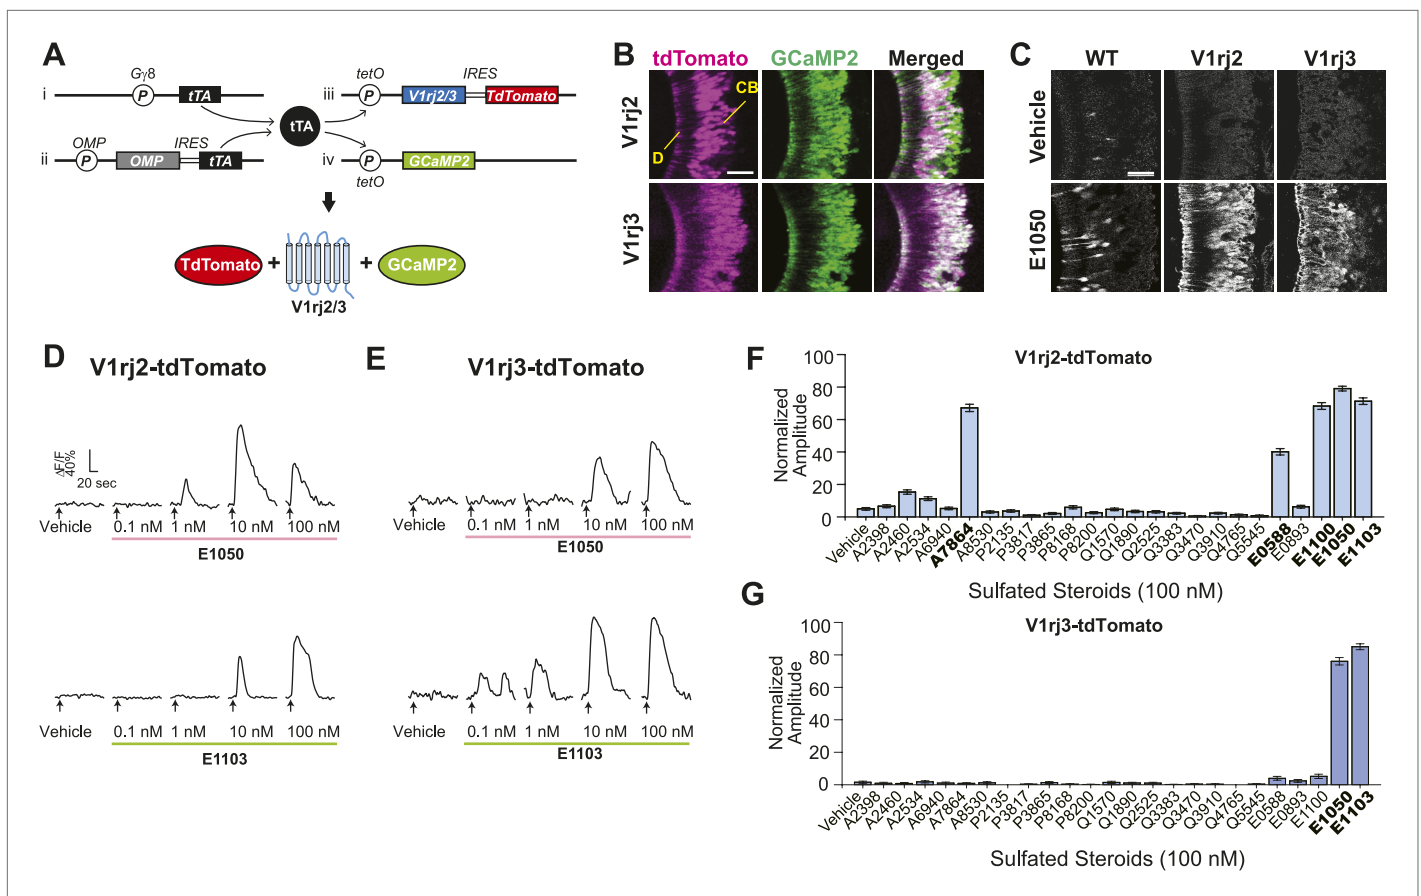 A
Gγ8
i
P
tTA
OMP
IRES
ii
P
OMP
tTA
tTA
tetO
IRES
iii
P
V1rj2/3
TdTomato
iv
P
GCaMP2
tetO
TdTomato
+
+
GCaMP2
V1rj2/3
B
tdTomato
GCaMP2
Merged
V1rj2
CB
D
V1rj3
C
WT
V1rj2
V1rj3
Vehicle
E1050
D
V1rj2-tdTomato
ΔF/F
40%
20 sec
Vehicle
0.1 nM
1 nM
10 nM
100 nM
E1050
Vehicle
0.1 nM
1 nM
10 nM
100 nM
E1103
E
V1rj3-tdTomato
Vehicle
0.1 nM
1 nM
10 nM
100 nM
E1050
Vehicle
0.1 nM
1 nM
10 nM
100 nM
E1103
F
V1rj2-tdTomato
Normalized
Amplitude
100
80
60
40
20
0
Vehicle
A2398
A2460
A2534
A6940
A7864
A8530
P2135
P3817
P3865
P8168
P8200
Q1570
Q1890
Q2525
Q3383
Q3470
Q3910
Q4765
Q5545
E0588
E0893
E1100
E1050
E1103
Sulfated Steroids (100 nM)
G
V1rj3-tdTomato
Normalized
Amplitude
100
80
60
40
20
0
Vehicle
A2398
A2460
A2534
A6940
A7864
A8530
P2135
P3817
P3865
P8168
P8200
Q1570
Q1890
Q2525
Q3383
Q3470
Q3910
Q4765
Q5545
E0588
E0893
E1100
E1050
E1103
Sulfated Steroids (100 nM)